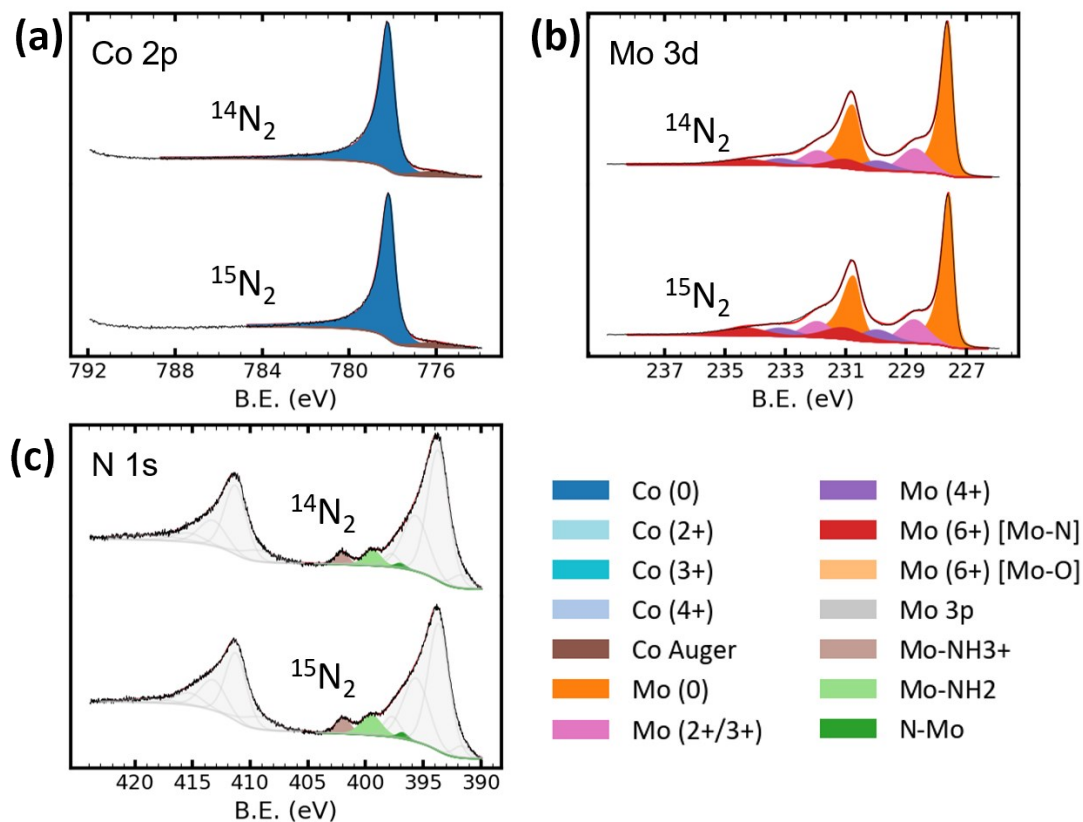 (a)
Co 2p
¹⁴N₂
¹⁵N₂
792 788 784 780 776
B.E. (eV)
(b)
Mo 3d
¹⁴N₂
¹⁵N₂
237 235 233 231 229 227
B.E. (eV)
(c)
N 1s
¹⁴N₂
¹⁵N₂
420 415 410 405 400 395 390
B.E. (eV)
Co (0)
Co (2+)
Co (3+)
Co (4+)
Co Auger
Mo (0)
Mo (2+/3+)
Mo (4+)
Mo (6+) [Mo-N]
Mo (6+) [Mo-O]
Mo 3p
Mo-NH3+
Mo-NH2
N-Mo